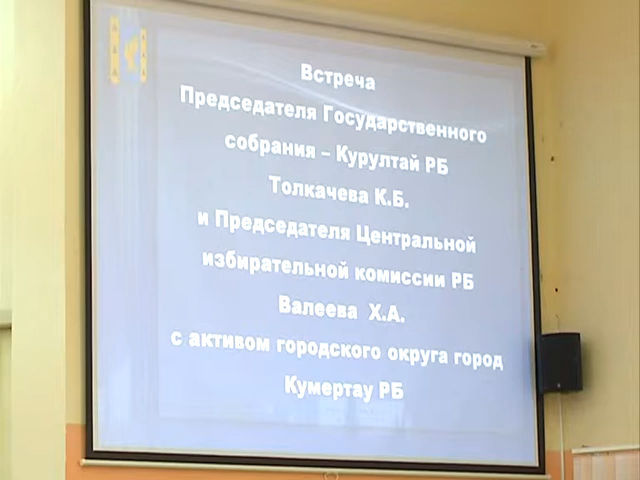 Встреча
Председателя Государственного
собрания – Курултай РБ
Толкачева К.Б.
и Председателя Центральной
избирательной комиссии РБ
Валеева Х.А.
с активом городского округа город
Кумертау РБ